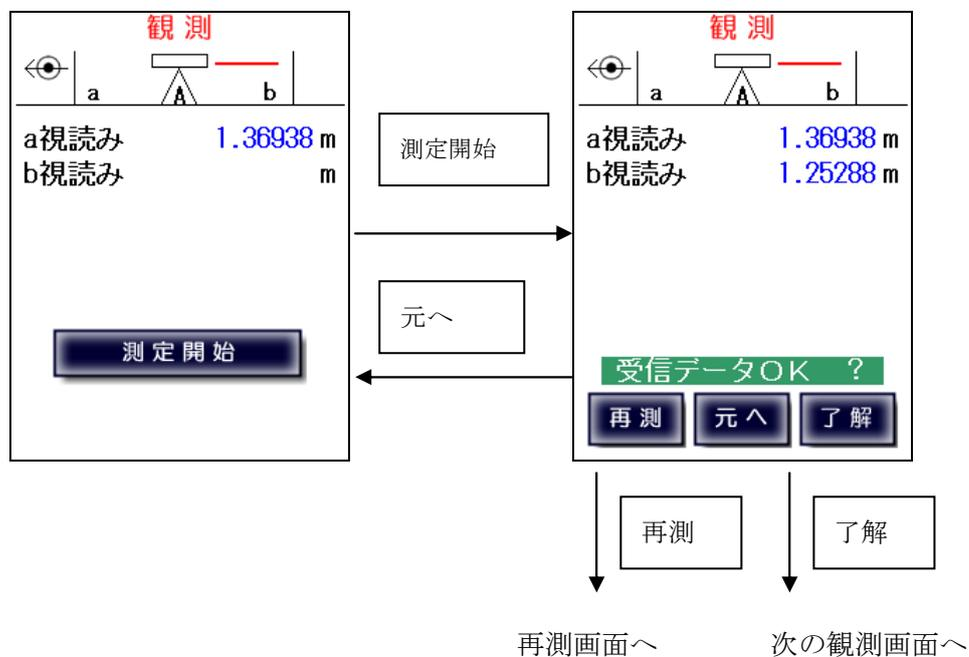 観測
a A b
a視読み 1.36938 m
b視読み m
測定開始
測定開始
元へ
観測
a A b
a視読み 1.36938 m
b視読み 1.25288 m
受信データOK ?
再測 元へ 了解
再測
了解
再測画面へ
次の観測画面へ